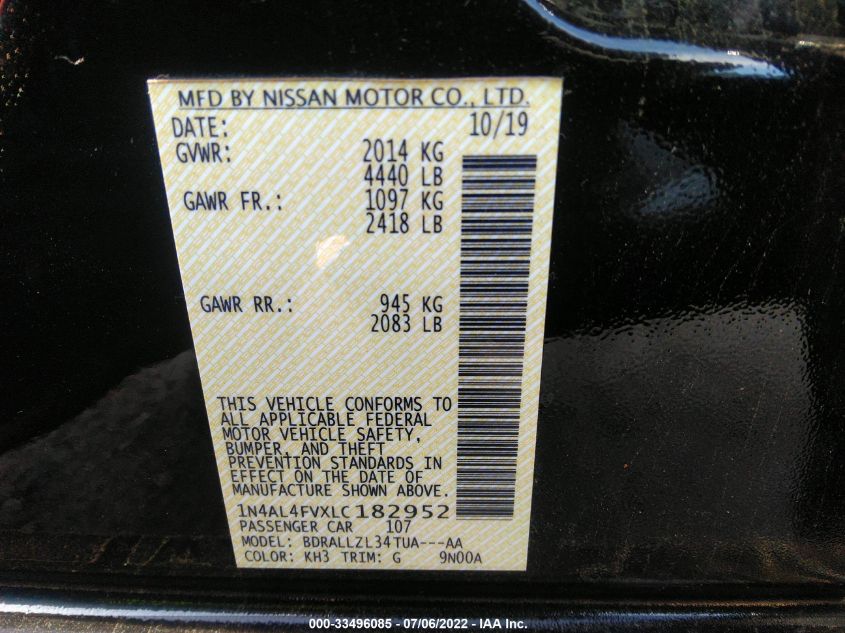 MFD BY NISSAN MOTOR CO., LTD.
DATE: 10/19
GVWR: 2014 KG
4440 LB
GAWR FR.: 1097 KG
2418 LB
GAWR RR.: 945 KG
2083 LB
THIS VEHICLE CONFORMS TO
ALL APPLICABLE FEDERAL
MOTOR VEHICLE SAFETY,
BUMPER, AND THEFT
PREVENTION STANDARDS IN
EFFECT ON THE DATE OF
MANUFACTURE SHOWN ABOVE.
1N4AL4FVXLC182952
PASSENGER CAR 107
MODEL: BDRALLZL34TUA---AA
COLOR: KH3 TRIM: G 9N00A
000-33496085 - 07/06/2022 - IAA Inc.